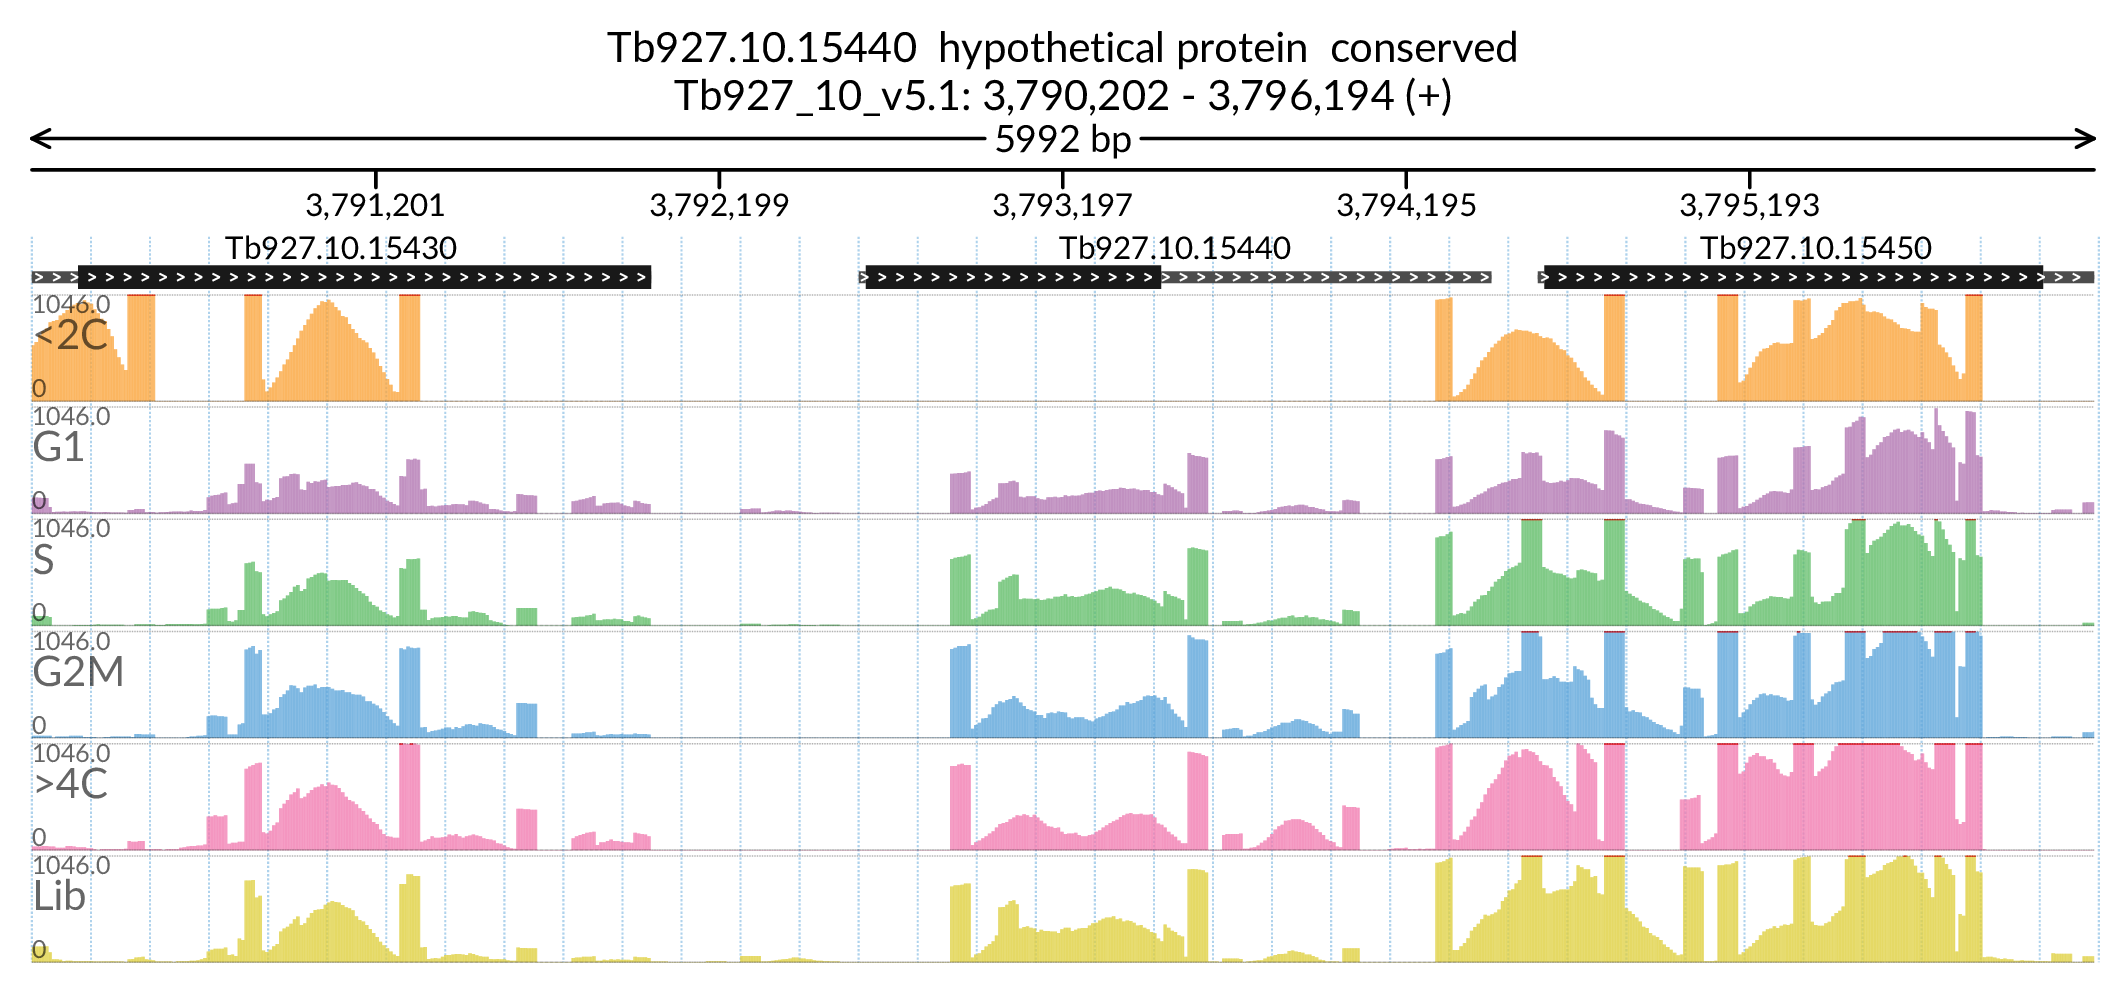 Tb927.10.15440  hypothetical protein  conserved
Tb927_10_v5.1: 3,790,202 - 3,796,194 (+)
5992 bp
3,791,201 3,792,199 3,793,197 3,794,195 3,795,193
Tb927.10.15430 Tb927.10.15440 Tb927.10.15450
1046.0
<2C
0
1046.0
G1
0
1046.0
S
0
1046.0
G2M
0
1046.0
>4C
0
1046.0
Lib
0